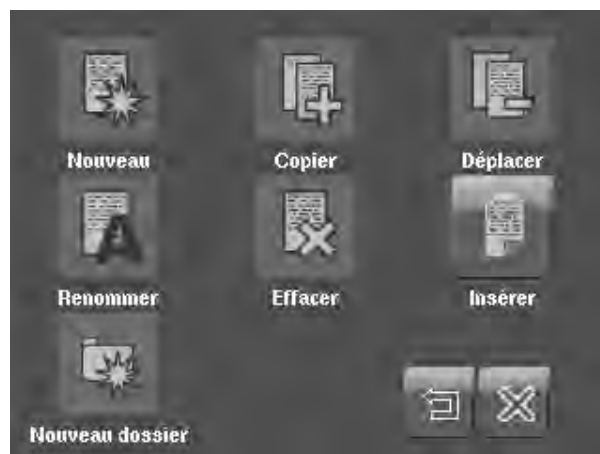 Nouveau Copier Déplacer
Renommer Effacer Insérer
Nouveau dossier